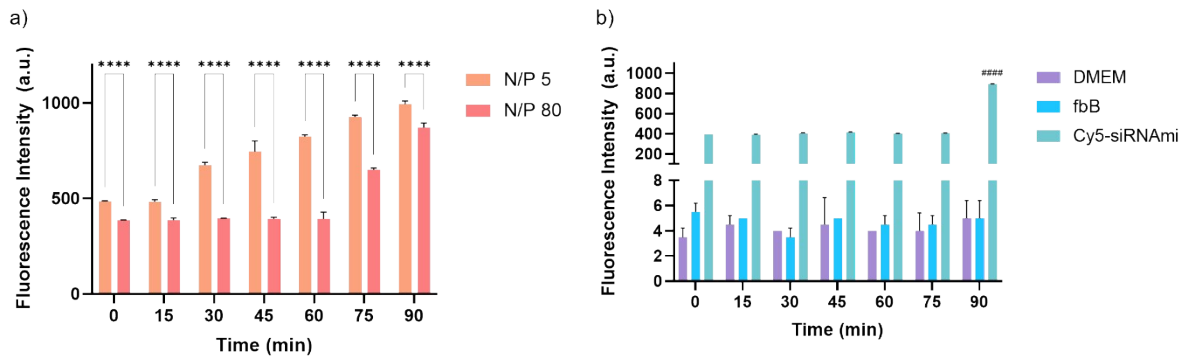 a)
**** **** **** **** **** **** ****
N/P 5
N/P 80
Fluorescence Intensity (a.u.)
1000
500
0
0 15 30 45 60 75 90
Time (min)
b)
####
DMEM
fbB
Cy5-siRNAmi
Fluorescence Intensity (a.u.)
1000
800
600
400
200
8
6
4
2
0
0 15 30 45 60 75 90
Time (min)